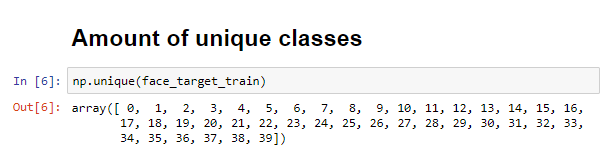 Amount of unique classes
In [6]: np.unique(face_target_train)
Out[6]: array([ 0, 1, 2, 3, 4, 5, 6, 7, 8, 9, 10, 11, 12, 13, 14, 15, 16,
17, 18, 19, 20, 21, 22, 23, 24, 25, 26, 27, 28, 29, 30, 31, 32, 33,
34, 35, 36, 37, 38, 39])